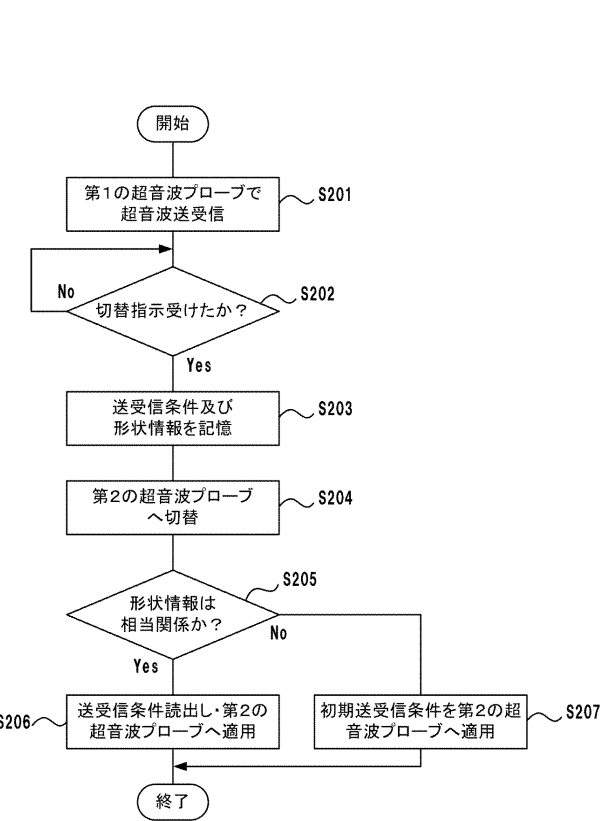 開始
第1の超音波プローブで
超音波送受信
S201
No
切替指示受けたか?
S202
Yes
送受信条件及び
形状情報を記憶
S203
第2の超音波プローブ
へ切替
S204
形状情報は
相当関係か?
S205
No
Yes
送受信条件読出し・第2の
超音波プローブへ適用
S206
初期送受信条件を第2の超
音波プローブへ適用
S207
終了